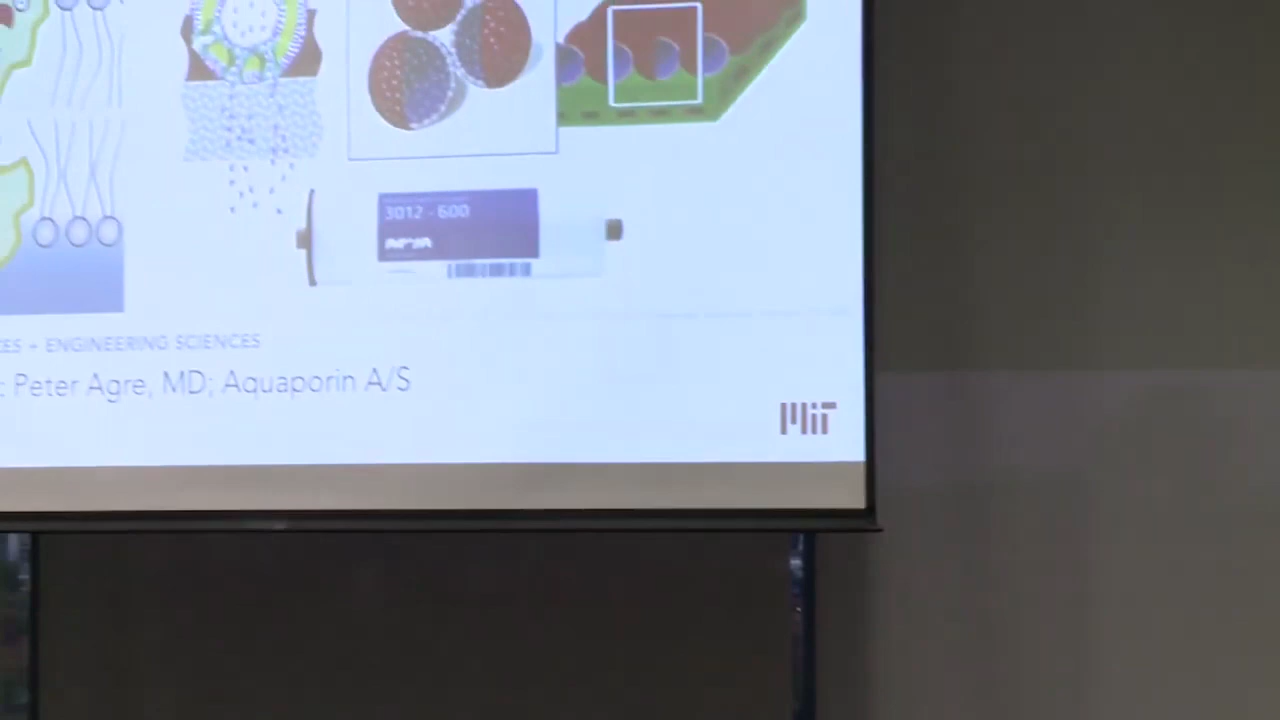 3012 - 600
ES + ENGINEERING SCIENCES
: Peter Agre, MD; Aquaporin A/S
MIT